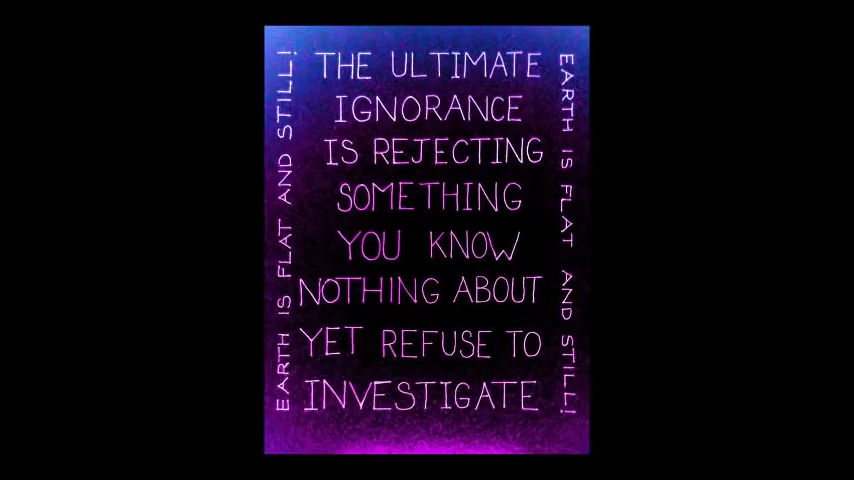 EARTH IS FLAT AND STILL!
THE ULTIMATE
IGNORANCE
IS REJECTING
SOMETHING
YOU KNOW
NOTHING ABOUT
YET REFUSE TO
INVESTIGATE
EARTH IS FLAT AND STILL!